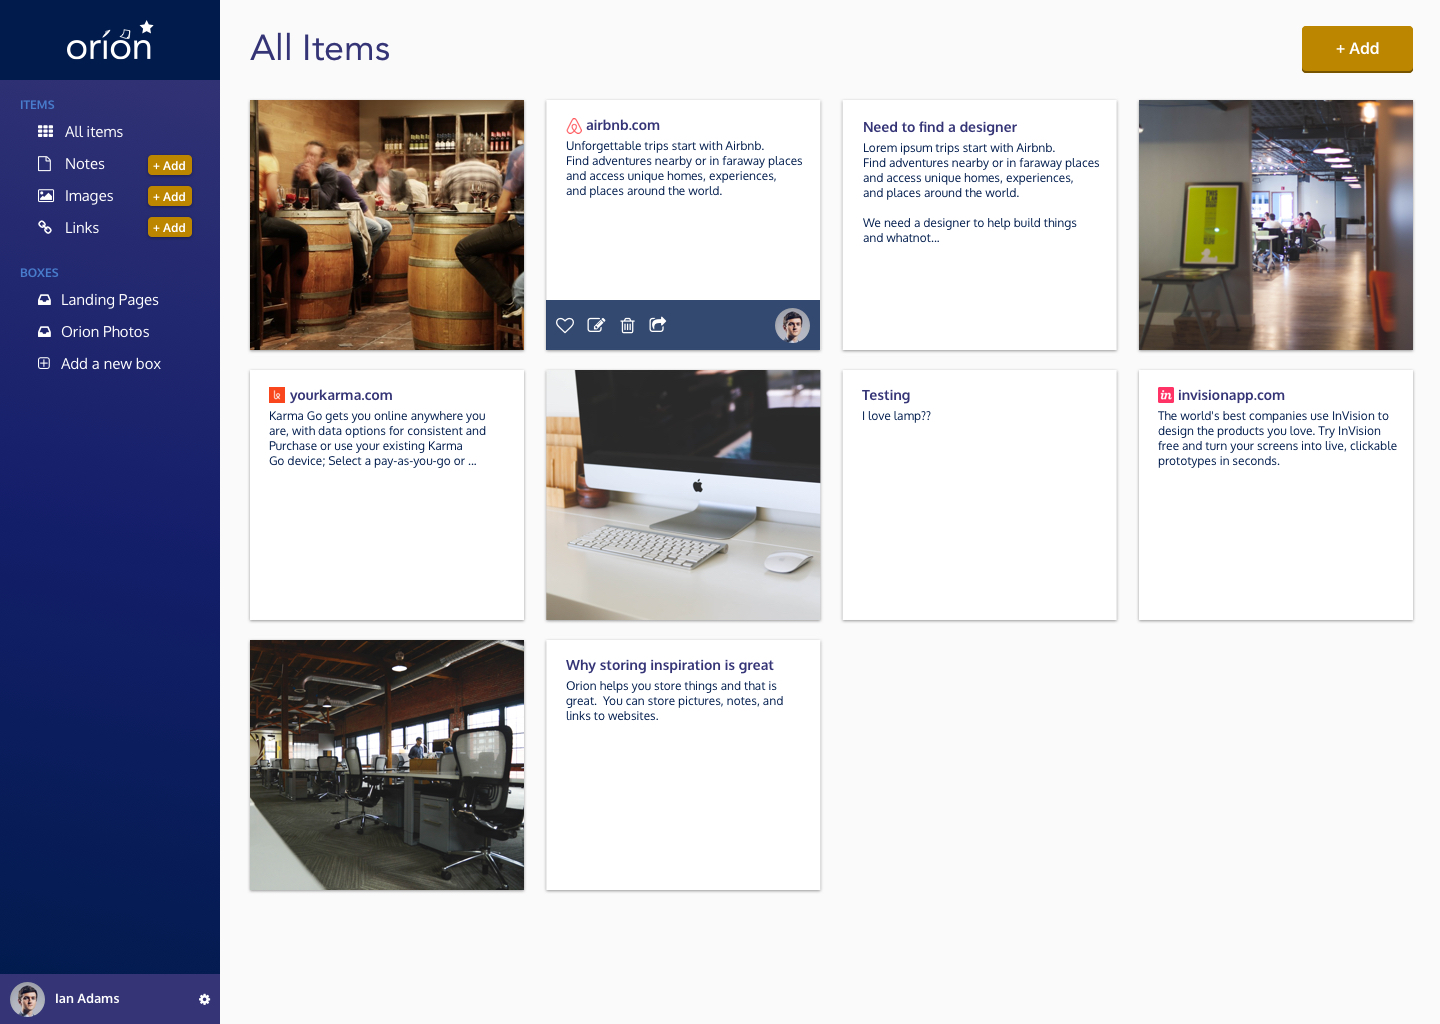 orion
ITEMS
All items
Notes
+ Add
Images
+ Add
Links
+ Add
BOXES
Landing Pages
Orion Photos
Add a new box
Ian Adams
All Items
+ Add
airbnb.com
Unforgettable trips start with Airbnb.
Find adventures nearby or in faraway places
and access unique homes, experiences,
and places around the world.
Need to find a designer
Lorem ipsum trips start with Airbnb.
Find adventures nearby or in faraway places
and access unique homes, experiences,
and places around the world.
We need a designer to help build things
and whatnot...
THIS
yourkarma.com
Karma Go gets you online anywhere you
are, with data options for consistent and
Purchase or use your existing Karma
Go device; Select a pay-as-you-go or ...
Testing
I love lamp??
in
invisionapp.com
The world's best companies use InVision to
design the products you love. Try InVision
free and turn your screens into live, clickable
prototypes in seconds.
Why storing inspiration is great
Orion helps you store things and that is
great.  You can store pictures, notes, and
links to websites.